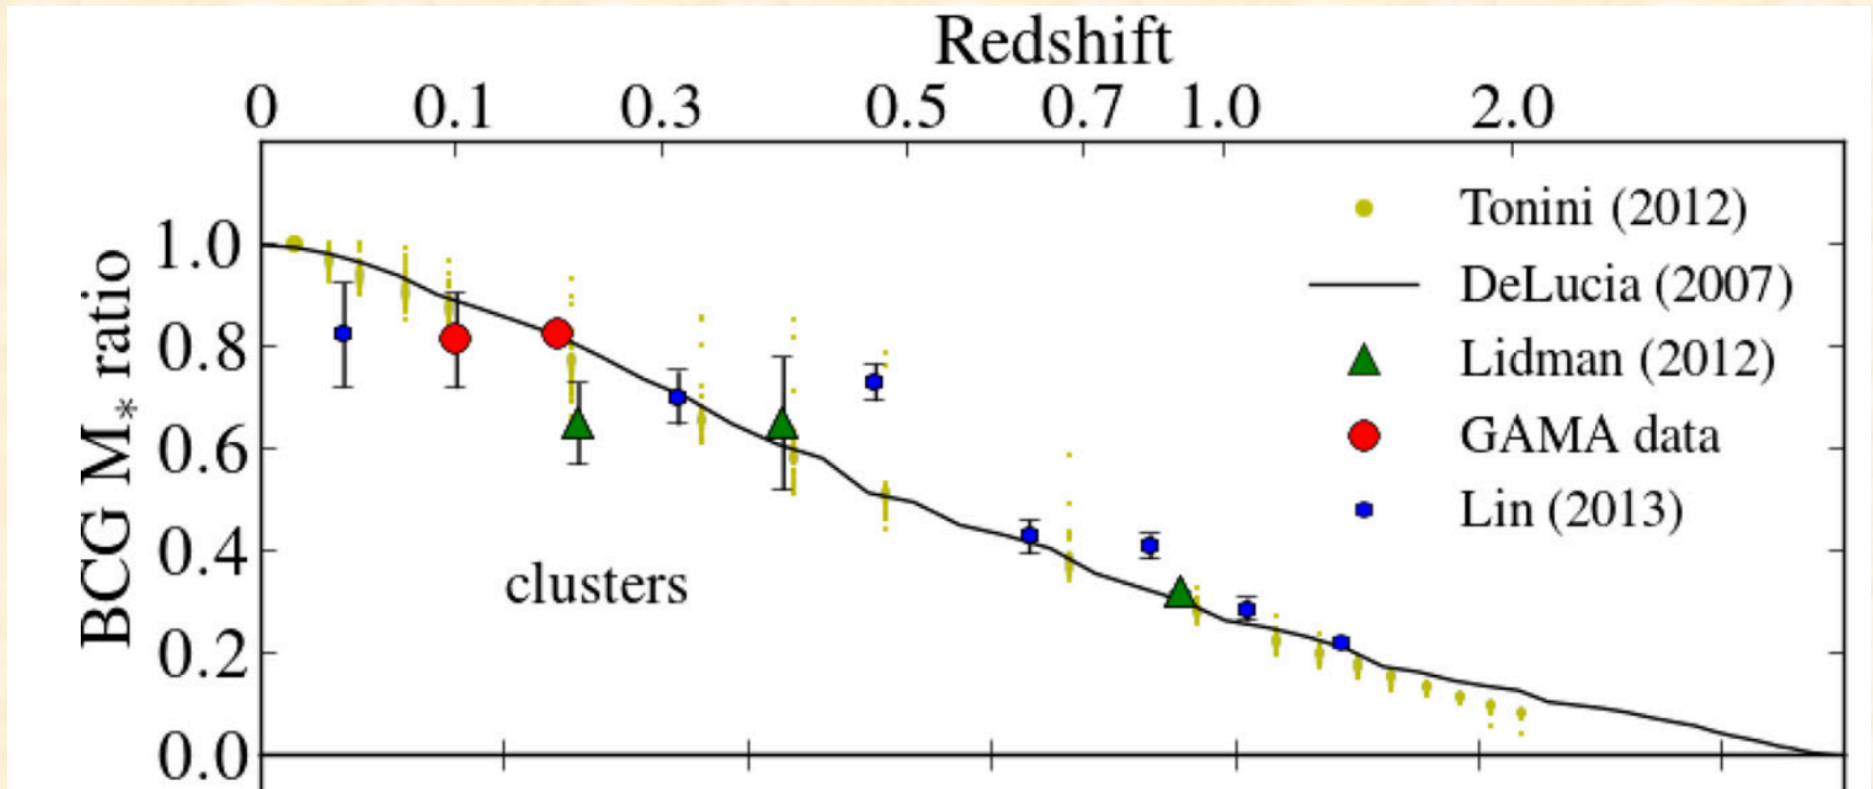 Redshift
0 0.1 0.3 0.5 0.7 1.0 2.0
BCG M* ratio
1.0
0.8
0.6
0.4
0.2
0.0
Tonini (2012)
DeLucia (2007)
Lidman (2012)
GAMA data
Lin (2013)
clusters